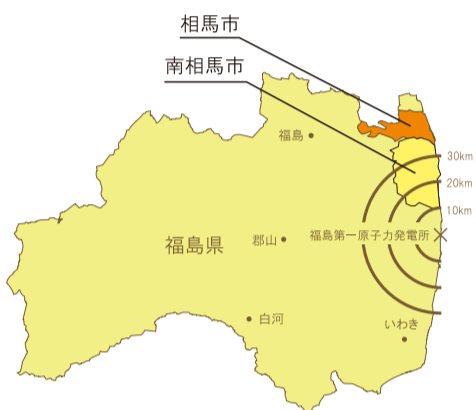 相馬市
南相馬市
福島
30km
20km
10km
福島第一原子力発電所
郡山
福島県
白河
いわき